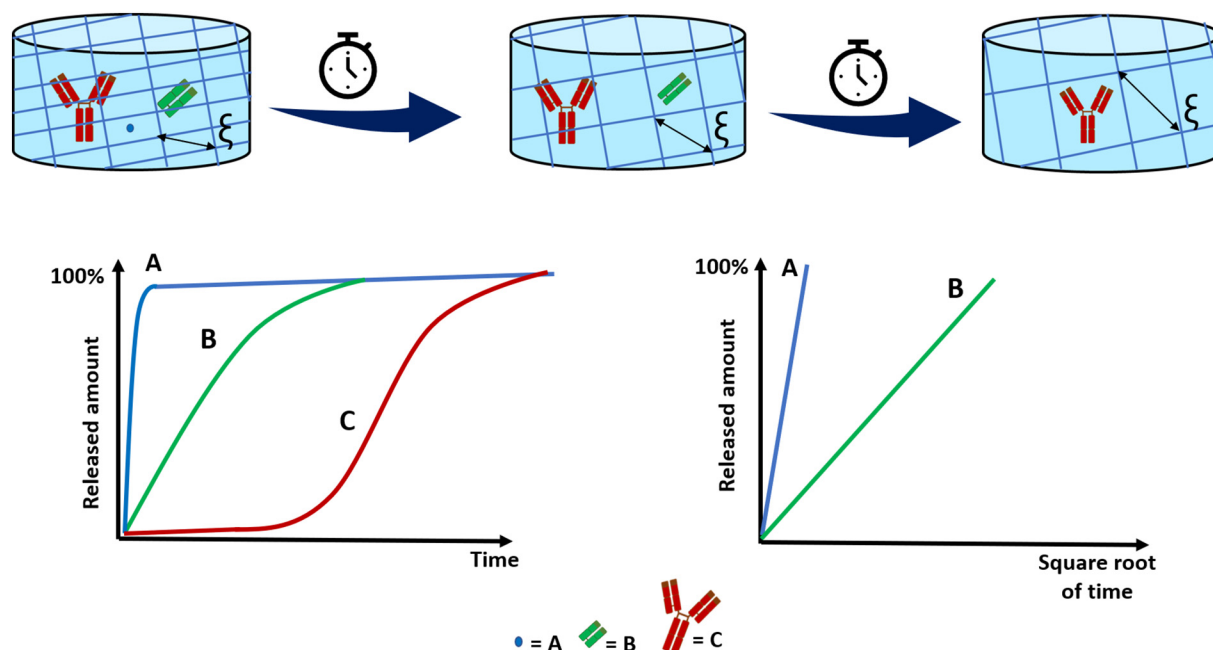 ξ
ξ
ξ
100%
A
B
C
Released amount
Time
100%
A
B
Released amount
Square root
of time
= A
= B
= C